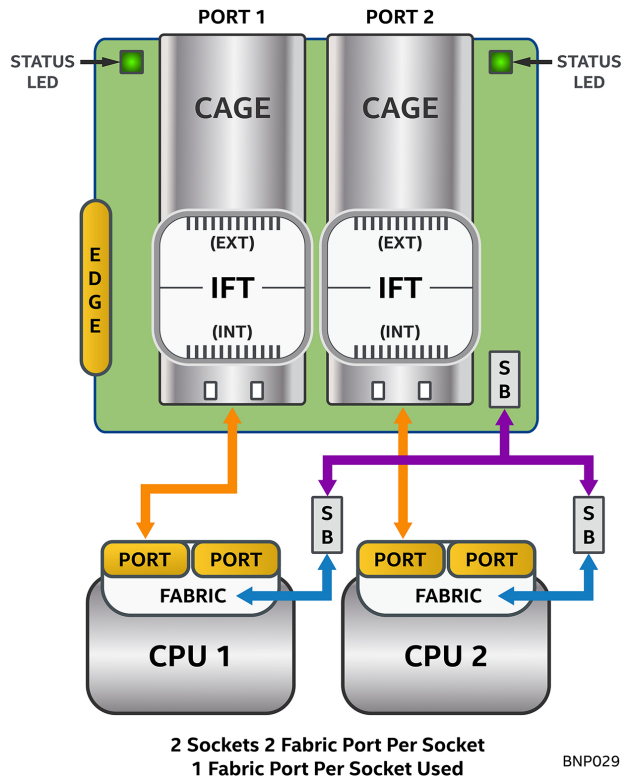 PORT 1
PORT 2
STATUS
LED
STATUS
LED
CAGE
CAGE
(EXT)
(EXT)
IFT
IFT
(INT)
(INT)
E
D
G
E
S
B
S
B
S
B
PORT
PORT
PORT
PORT
FABRIC
FABRIC
CPU 1
CPU 2
2 Sockets 2 Fabric Port Per Socket
1 Fabric Port Per Socket Used
BNP029